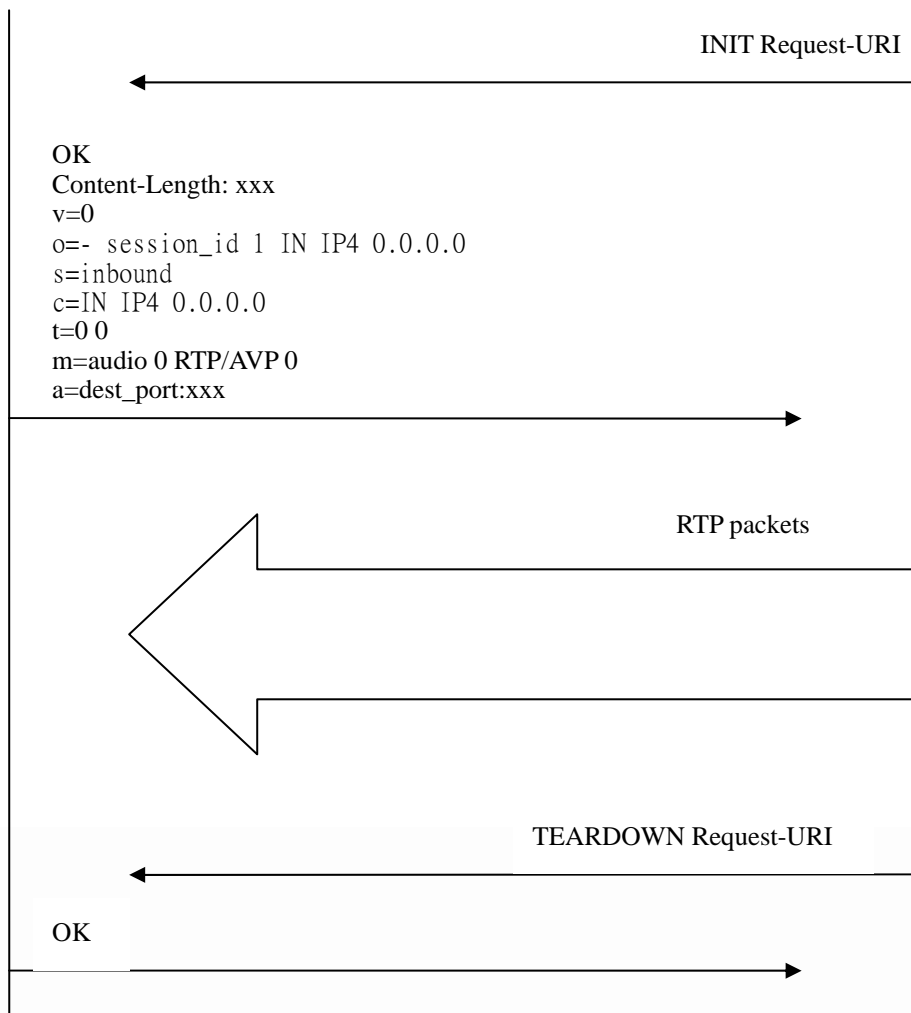 INIT Request-URI
OK
Content-Length: xxx
v=0
o=- session_id 1 IN IP4 0.0.0.0
s=inbound
c=IN IP4 0.0.0.0
t=0 0
m=audio 0 RTP/AVP 0
a=dest_port:xxx
RTP packets
TEARDOWN Request-URI
OK